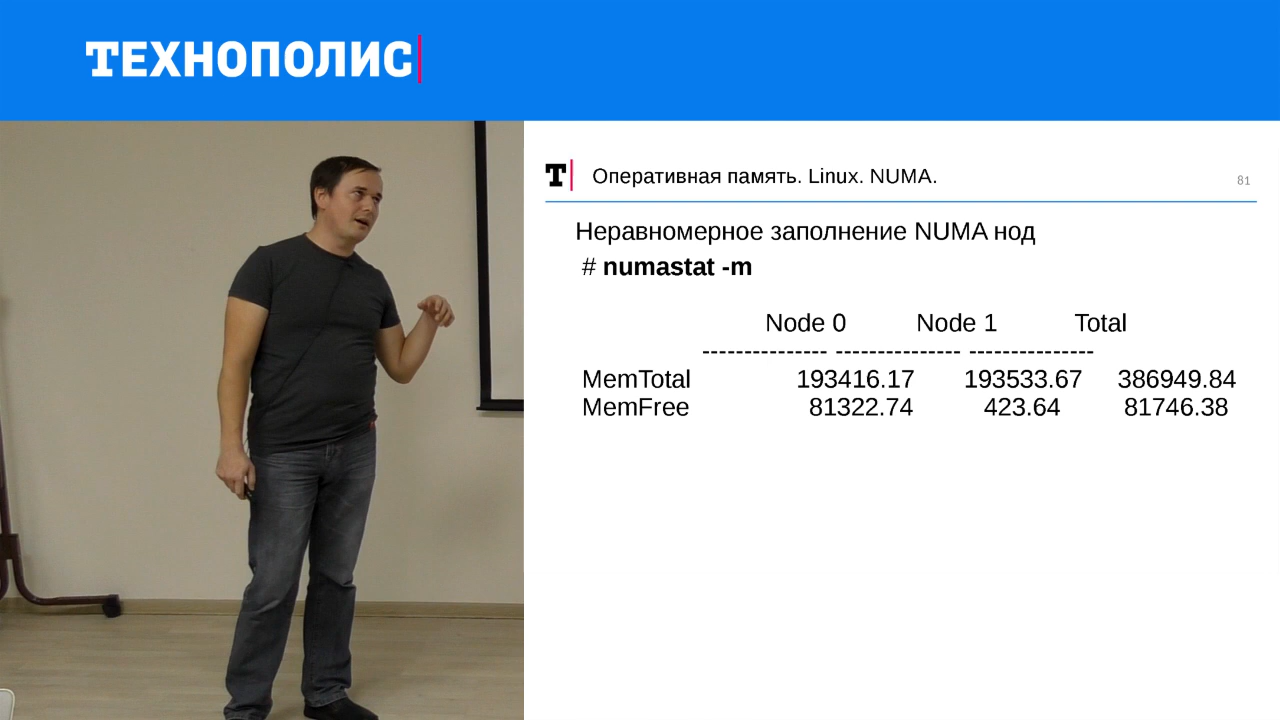 ТЕХНОПОЛИС
Т Оперативная память. Linux. NUMA. 81
Неравномерное заполнение NUMA нод
# numastat -m
Node 0 Node 1 Total
--------------- --------------- ---------------
MemTotal 193416.17 193533.67 386949.84
MemFree 81322.74 423.64 81746.38